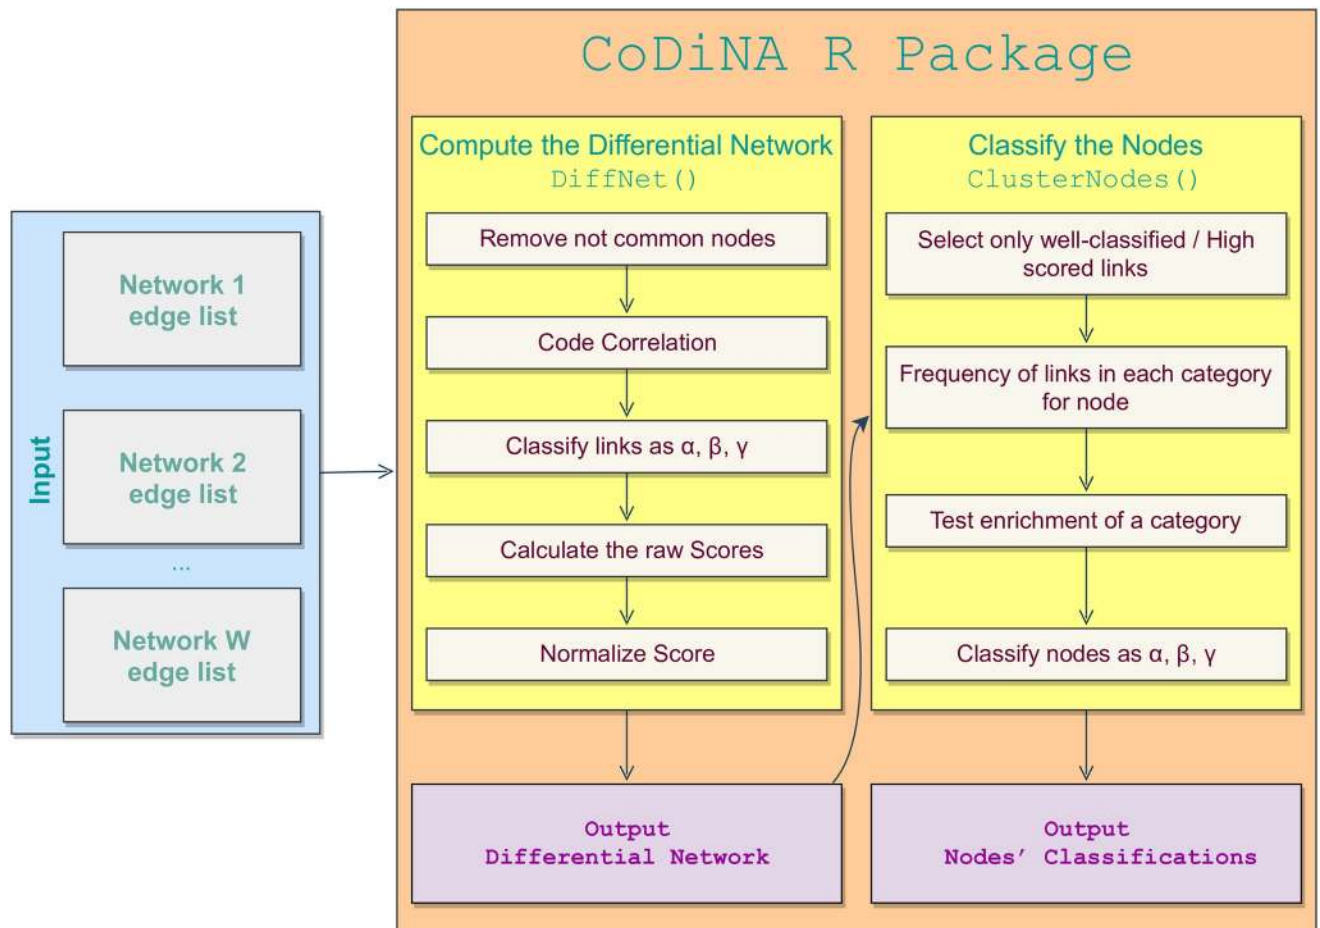 CoDiNA R Package
Input
Network 1
edge list
Network 2
edge list
...
Network W
edge list
Compute the Differential Network
DiffNet()
Remove not common nodes
Code Correlation
Classify links as α, β, γ
Calculate the raw Scores
Normalize Score
Output
Differential Network
Classify the Nodes
ClusterNodes()
Select only well-classified / High
scored links
Frequency of links in each category
for node
Test enrichment of a category
Classify nodes as α, β, γ
Output
Nodes’ Classifications